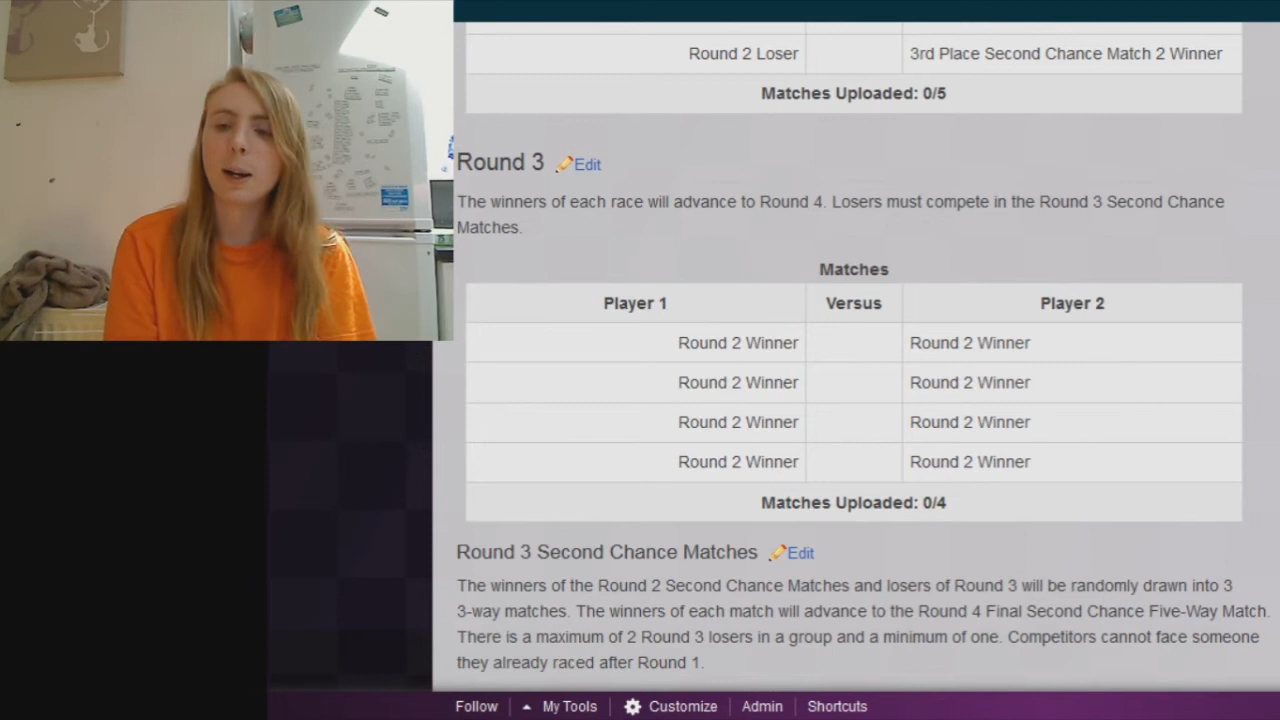 Round 2 Loser 3rd Place Second Chance Match 2 Winner
Matches Uploaded: 0/5
Round 3 Edit
The winners of each race will advance to Round 4. Losers must compete in the Round 3 Second Chance
Matches.
Matches
Player 1 Versus Player 2
Round 2 Winner Round 2 Winner
Round 2 Winner Round 2 Winner
Round 2 Winner Round 2 Winner
Round 2 Winner Round 2 Winner
Matches Uploaded: 0/4
Round 3 Second Chance Matches Edit
The winners of the Round 2 Second Chance Matches and losers of Round 3 will be randomly drawn into 3
3-way matches. The winners of each match will advance to the Round 4 Final Second Chance Five-Way Match.
There is a maximum of 2 Round 3 losers in a group and a minimum of one. Competitors cannot face someone
they already raced after Round 1.
Follow My Tools Customize Admin Shortcuts